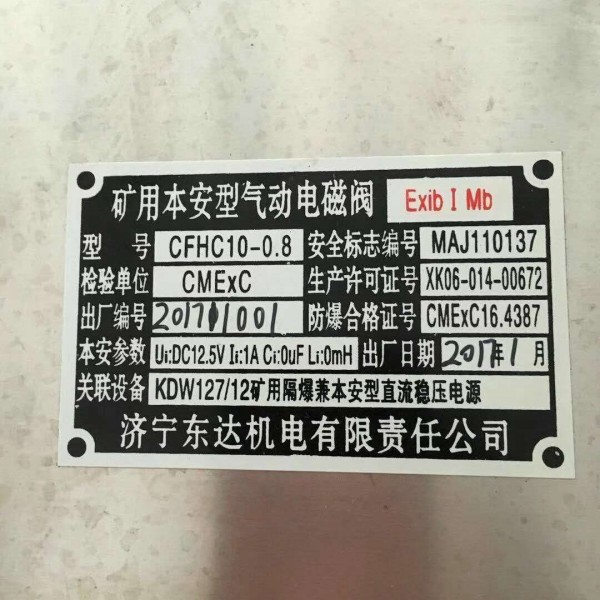 矿用本安型气动电磁阀 Exib I Mb
型 号 CFHC10-0.8 安全标志编号 MAJ110137
检验单位 CMExC 生产许可证号 XK06-014-00672
出厂编号 201701001 防爆合格证号 CMExC16.4387
本安参数 Ui:DC12.5V Ii:1A Ci:0uF Li:0mH 出厂日期 2017年1月
关联设备 KDW127/12矿用隔爆兼本安型直流稳压电源
济宁东达机电有限责任公司